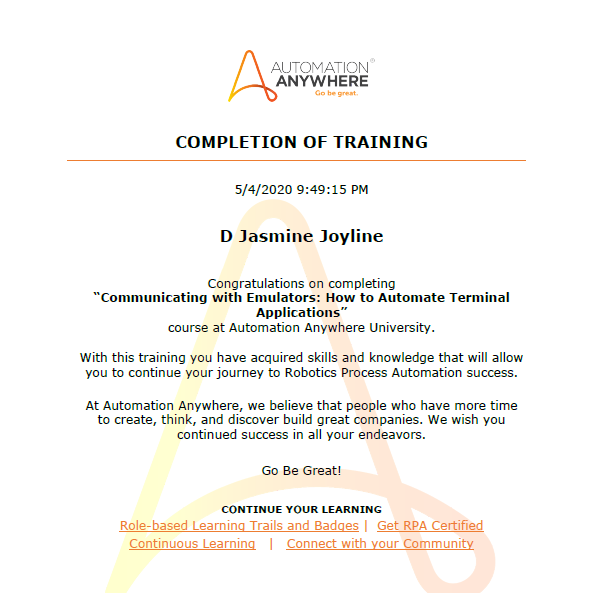 AUTOMATION
ANYWHERE
Go be great.
COMPLETION OF TRAINING
5/4/2020 9:49:15 PM
D Jasmine Joyline
Congratulations on completing
“Communicating with Emulators: How to Automate Terminal
Applications”
course at Automation Anywhere University.
With this training you have acquired skills and knowledge that will allow
you to continue your journey to Robotics Process Automation success.
At Automation Anywhere, we believe that people who have more time
to create, think, and discover build great companies. We wish you
continued success in all your endeavors.
Go Be Great!
CONTINUE YOUR LEARNING
Role-based Learning Trails and Badges | Get RPA Certified
Continuous Learning | Connect with your Community